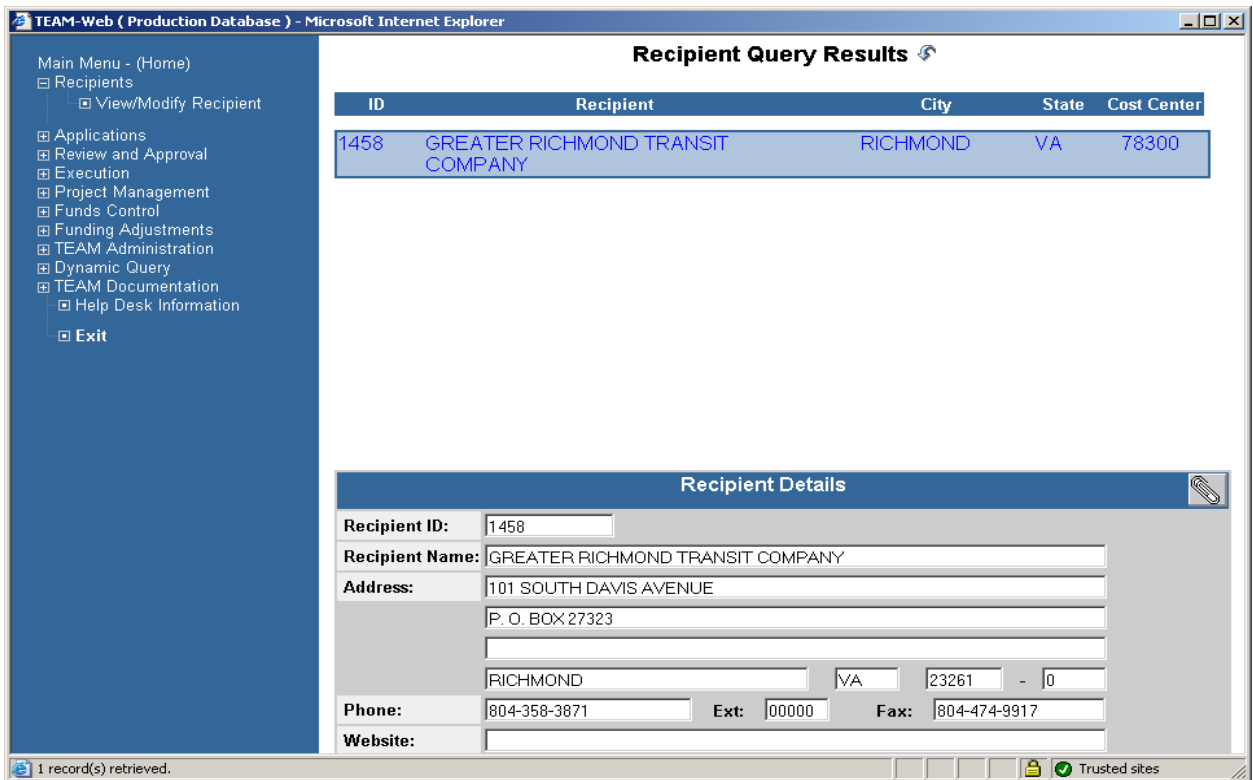 TEAM-Web ( Production Database ) - Microsoft Internet Explorer
Main Menu - (Home)
Recipients
View/Modify Recipient
Applications
Review and Approval
Execution
Project Management
Funds Control
Funding Adjustments
TEAM Administration
Dynamic Query
TEAM Documentation
Help Desk Information
Exit
Recipient Query Results
ID Recipient City State Cost Center
1458 GREATER RICHMOND TRANSIT RICHMOND VA 78300
COMPANY
Recipient Details
Recipient ID: 1458
Recipient Name: GREATER RICHMOND TRANSIT COMPANY
Address: 101 SOUTH DAVIS AVENUE
P. O. BOX 27323
RICHMOND VA 23261 - 0
Phone: 804-358-3871 Ext: 00000 Fax: 804-474-9917
Website:
1 record(s) retrieved. Trusted sites